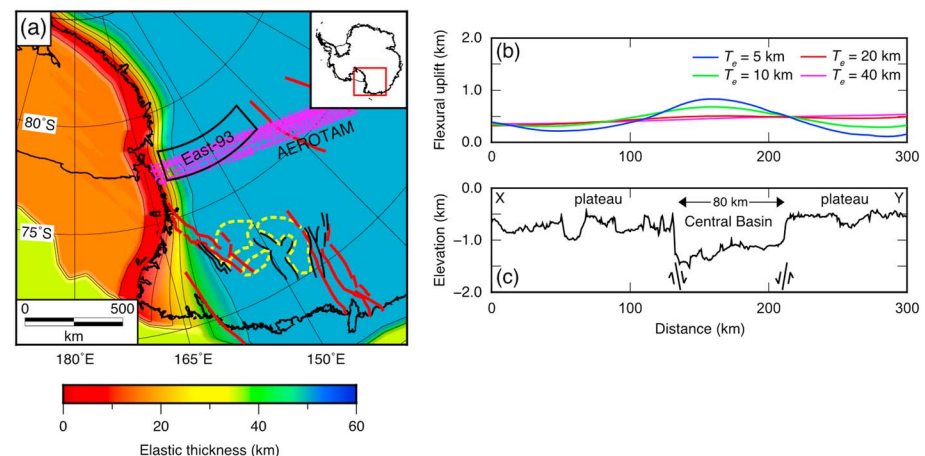 (a)
80°S
75°S
East-93
AEROTAM
0 500
km
180°E 165°E 150°E
0 20 40 60
Elastic thickness (km)
(b)
Flexural uplift (km)
2.0
1.0
0.0
Te = 5 km Te = 20 km
Te = 10 km Te = 40 km
0 100 200 300
Elevation (km)
0.0
−1.0
−2.0
X plateau 80 km plateau Y
Central Basin
(c)
0 100 200 300
Distance (km)